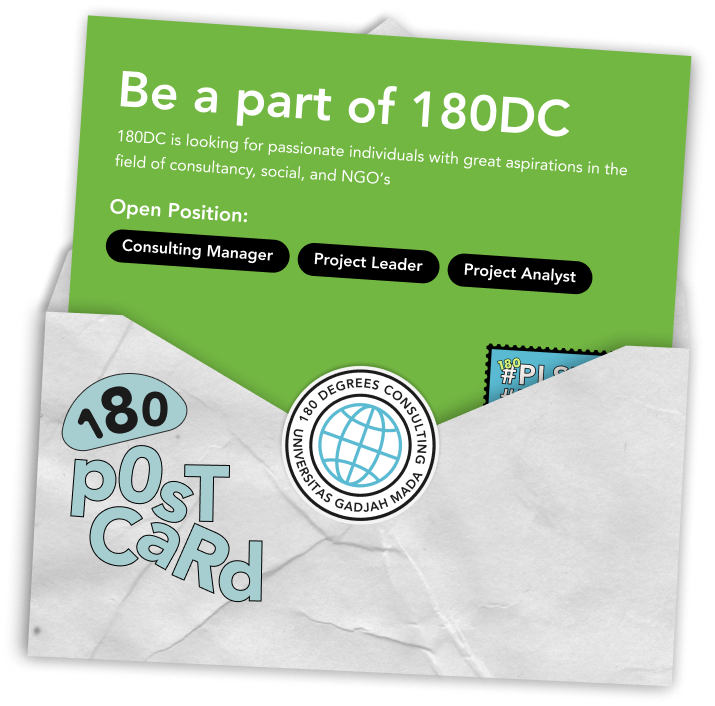 Be a part of 180DC
180DC is looking for passionate individuals with great aspirations in the
field of consultancy, social, and NGO’s
Open Position:
Consulting Manager
Project Leader
Project Analyst
180
180
pOsT
CaRd
180 DEGREES CONSULTING
UNIVERSITAS GADJAH MADA